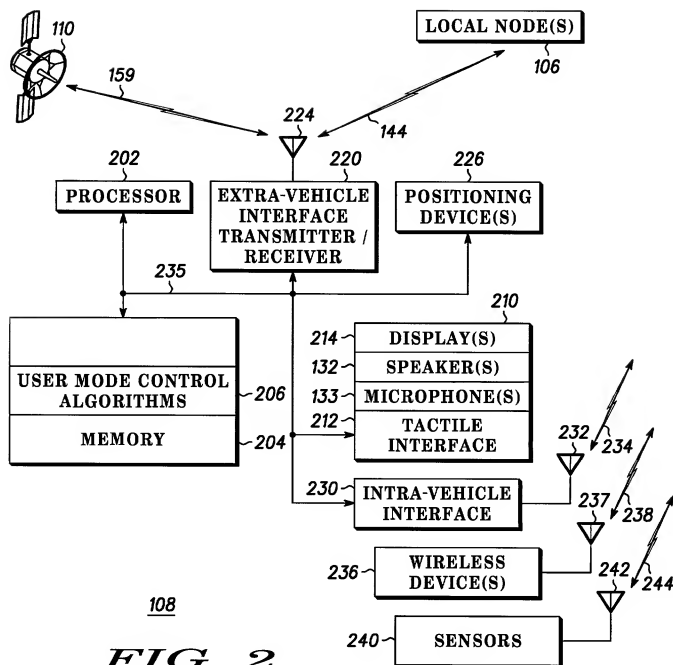 110
LOCAL NODE(S)
106
159
144
224
202
220
226
PROCESSOR
EXTRA-VEHICLE
INTERFACE
TRANSMITTER /
RECEIVER
POSITIONING
DEVICE(S)
235
210
214
DISPLAY(S)
132
SPEAKER(S)
133
MICROPHONE(S)
212
TACTILE
INTERFACE
USER MODE CONTROL
ALGORITHMS
206
MEMORY
204
232
234
230
INTRA-VEHICLE
INTERFACE
237
238
236
WIRELESS
DEVICE(S)
242
244
240
SENSORS
108
FIG. 2